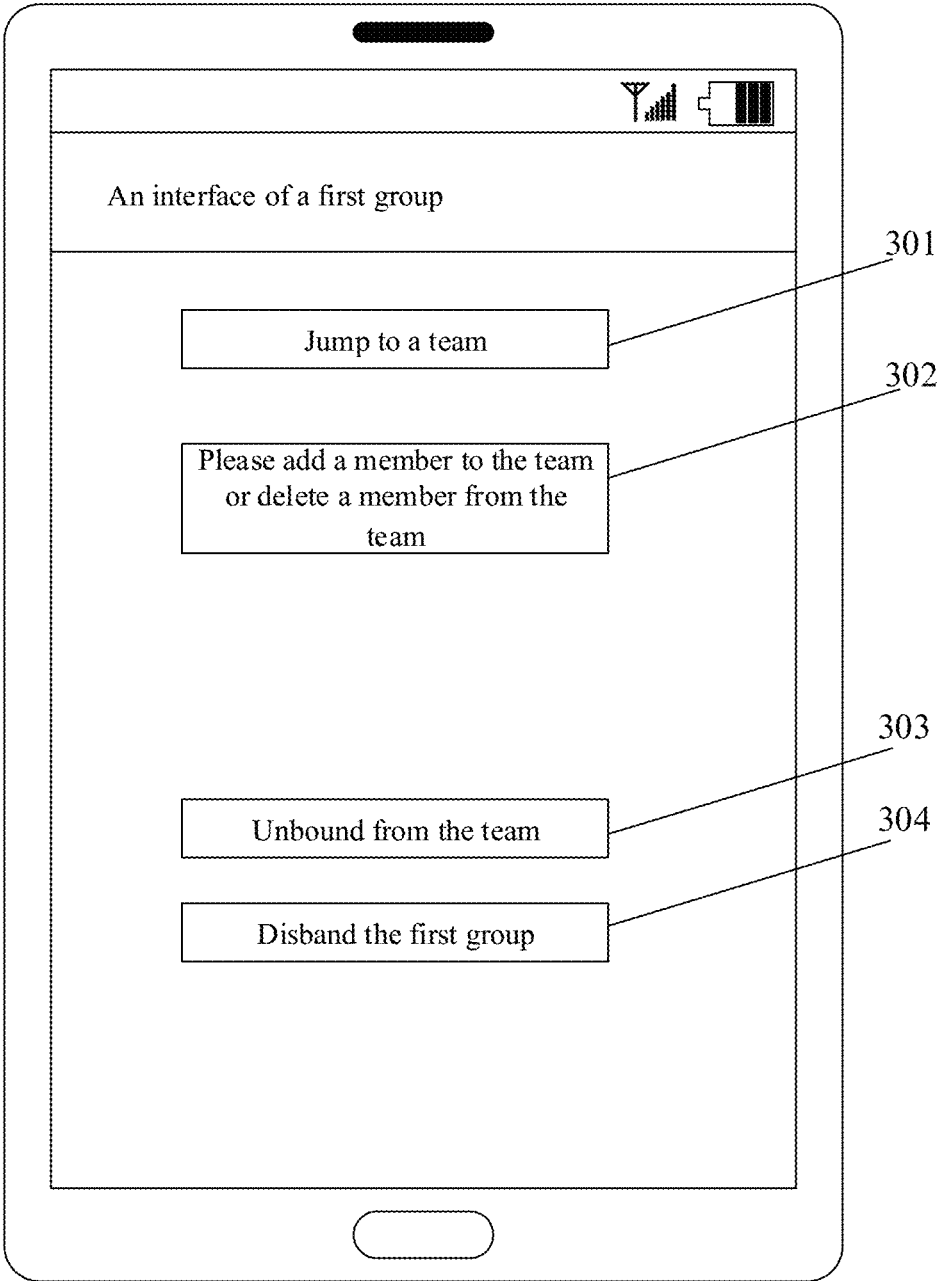 An interface of a first group
301
Jump to a team
302
Please add a member to the team
or delete a member from the
team
303
Unbound from the team
304
Disband the first group